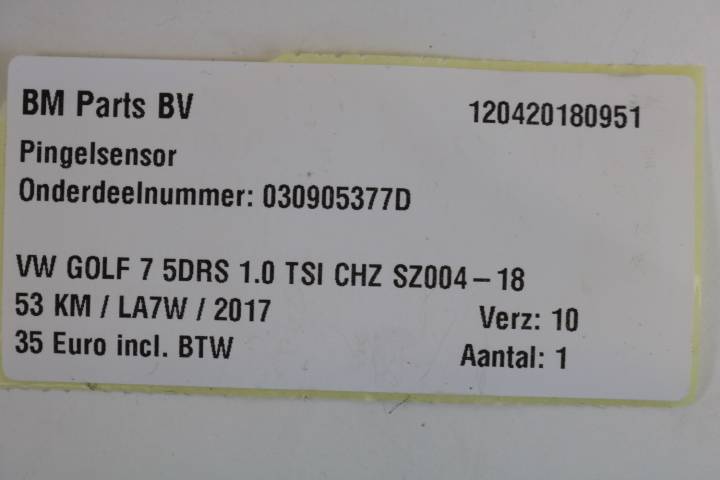 BM Parts BV 120420180951
Pingelsensor
Onderdeelnummer: 030905377D
VW GOLF 7 5DRS 1.0 TSI CHZ SZ004-18
53 KM / LA7W / 2017 Verz: 10
35 Euro incl. BTW Aantal: 1